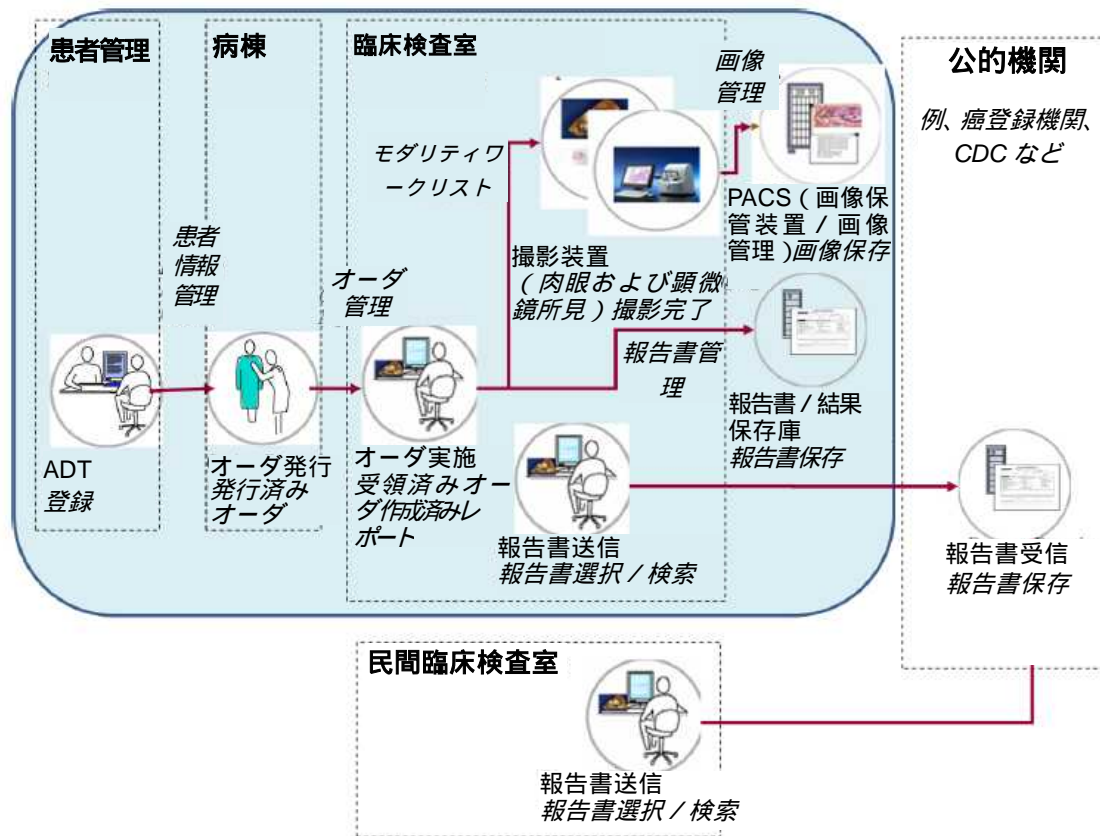 患者管理
病棟
臨床検査室
公的機関
例、癌登録機関、
CDC など
画像
管理
モダリティワ
ークリスト
PACS ( 画像保
管装置 / 画像
管理 )画像保存
撮影装置
( 肉眼および顕微
鏡所見 ) 撮影完了
患者
情報
管理
オーダ
管理
報告書管
理
報告書 / 結果
保存庫
報告書保存
ADT
登録
オーダ発行
発行済み
オーダ
オーダ実施
受領済みオー
ダ作成済みレ
ポート
報告書送信
報告書選択 / 検索
報告書受信
報告書保存
民間臨床検査室
報告書送信
報告書選択 / 検索